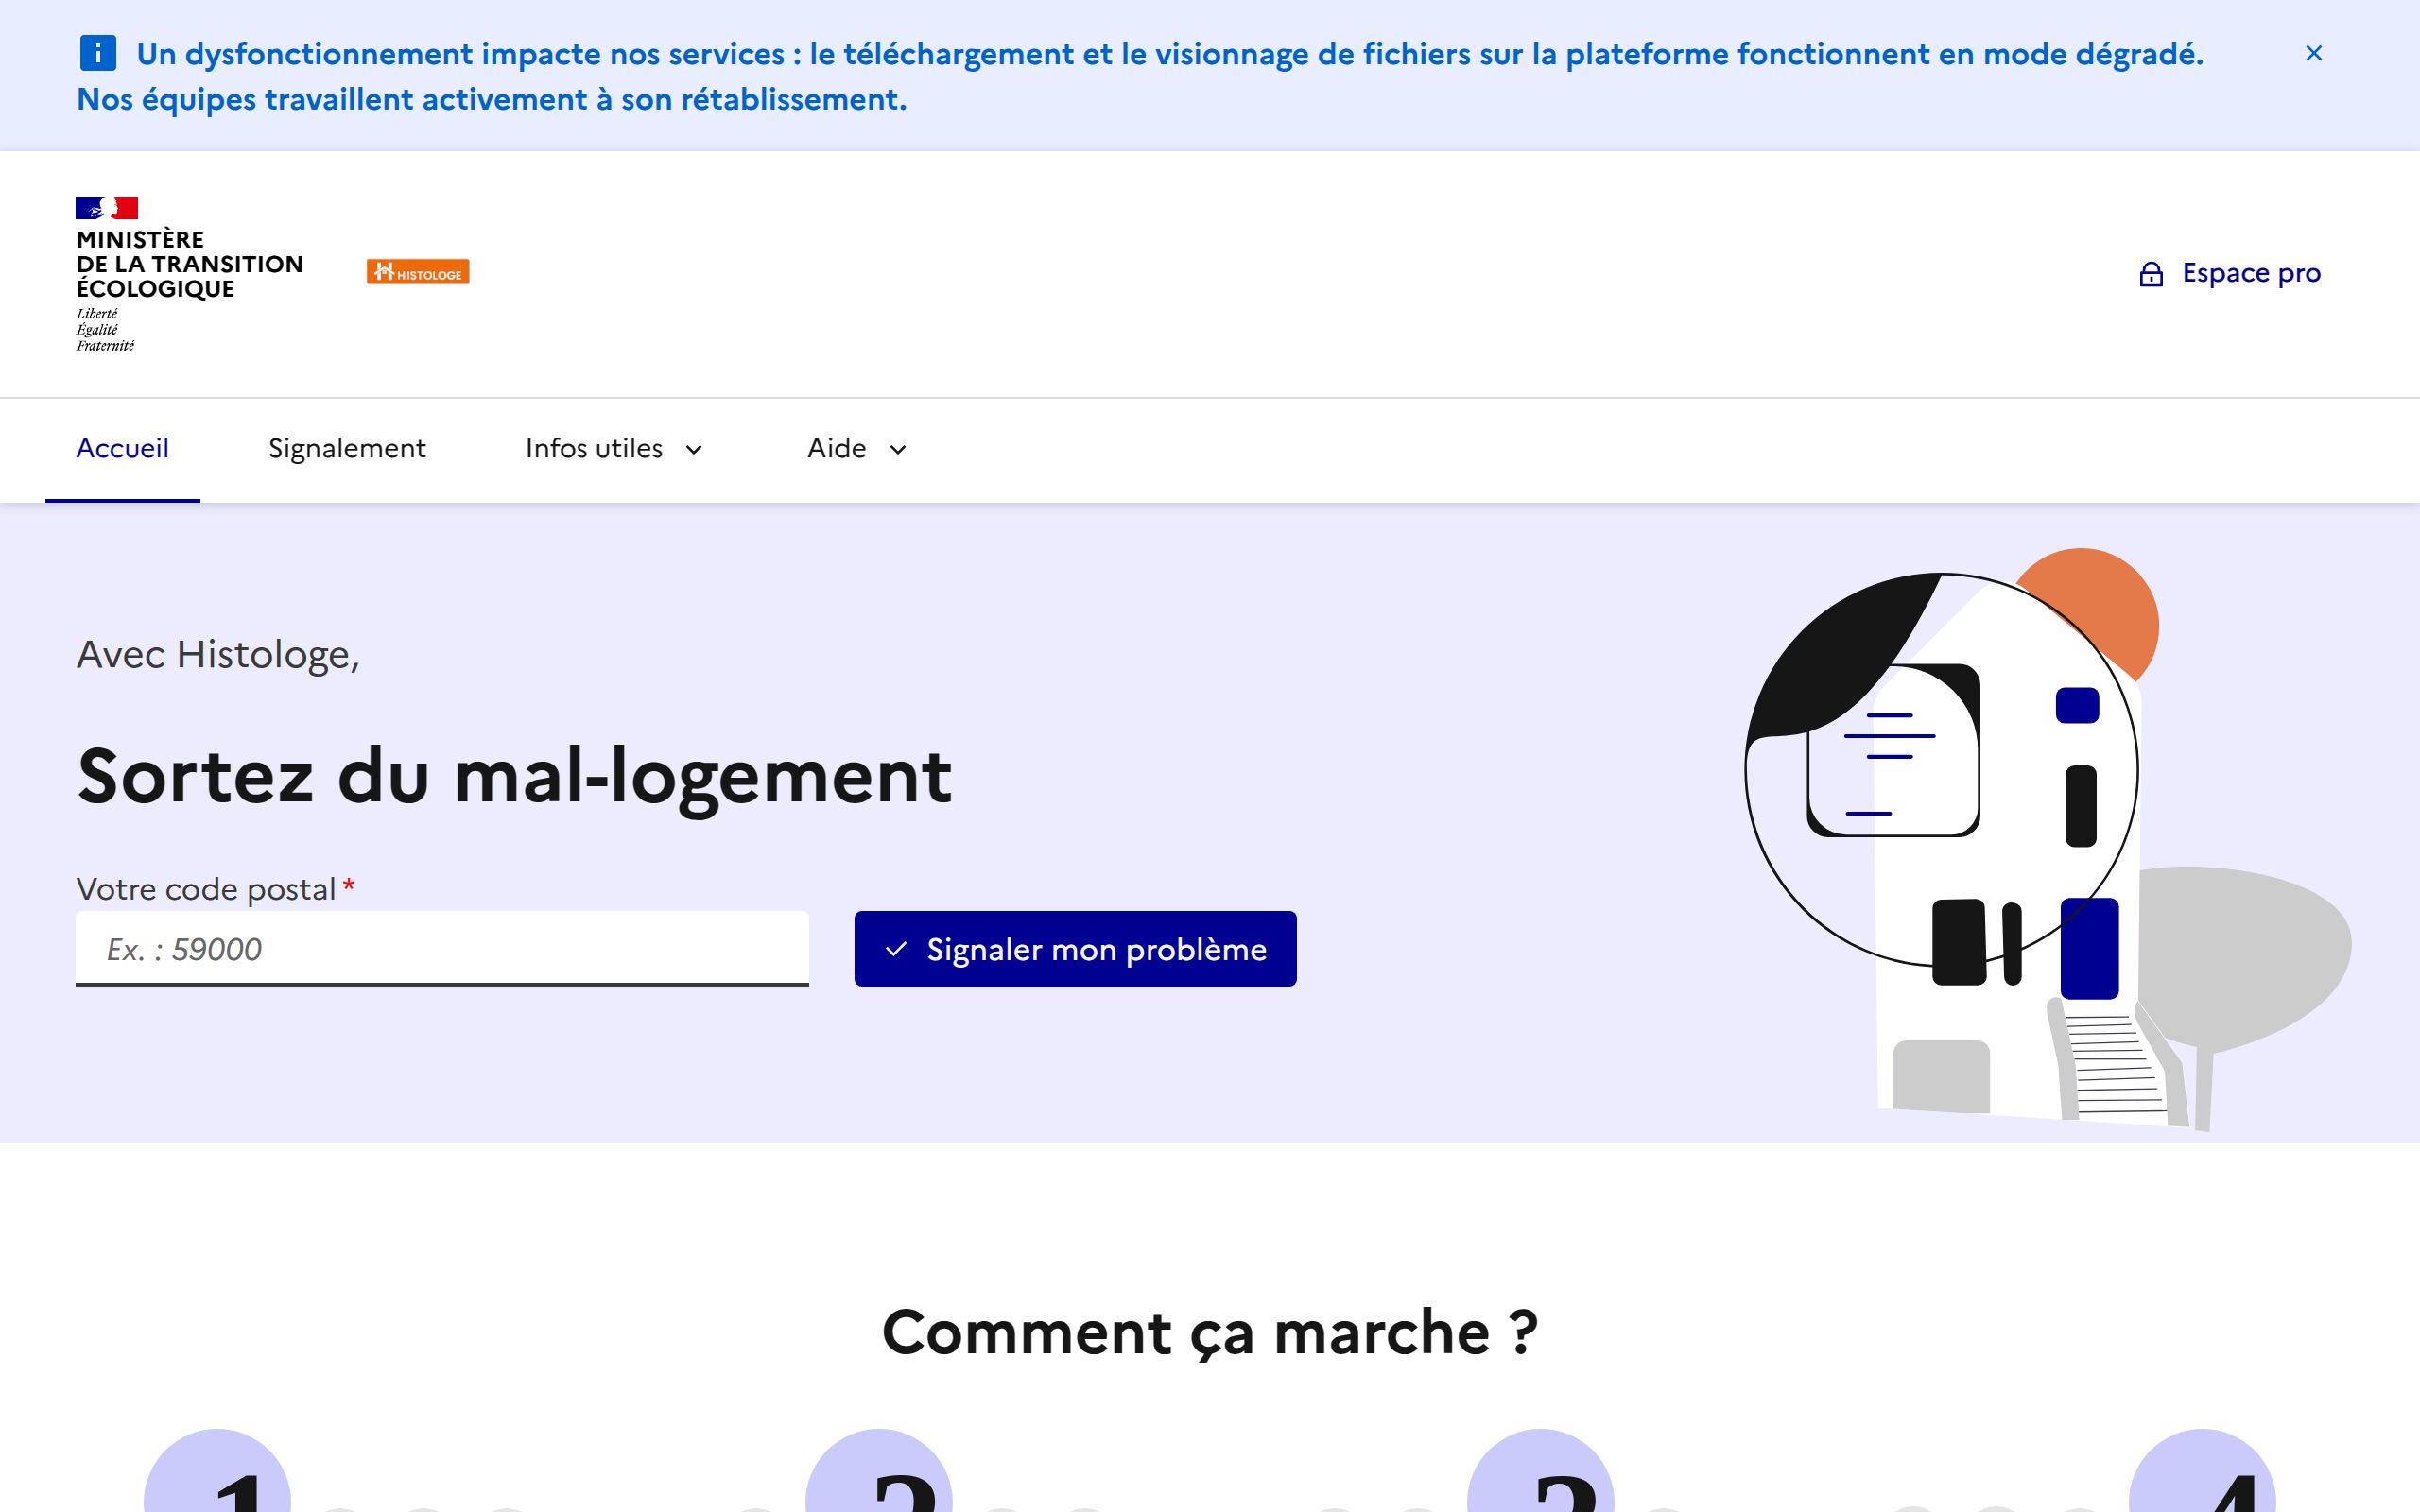 Un dysfonctionnement impacte nos services : le téléchargement et le visionnage de fichiers sur la plateforme fonctionnent en mode dégradé.
Nos équipes travaillent activement à son rétablissement.
MINISTÈRE
DE LA TRANSITION
ÉCOLOGIQUE
Liberté
Égalité
Fraternité
HISTOLOGE
Espace pro
Accueil
Signalement
Infos utiles
Aide
Avec Histologe,
Sortez du mal-logement
Votre code postal *
Ex. : 59000
Signaler mon problème
Comment ça marche ?
1
2
3
4